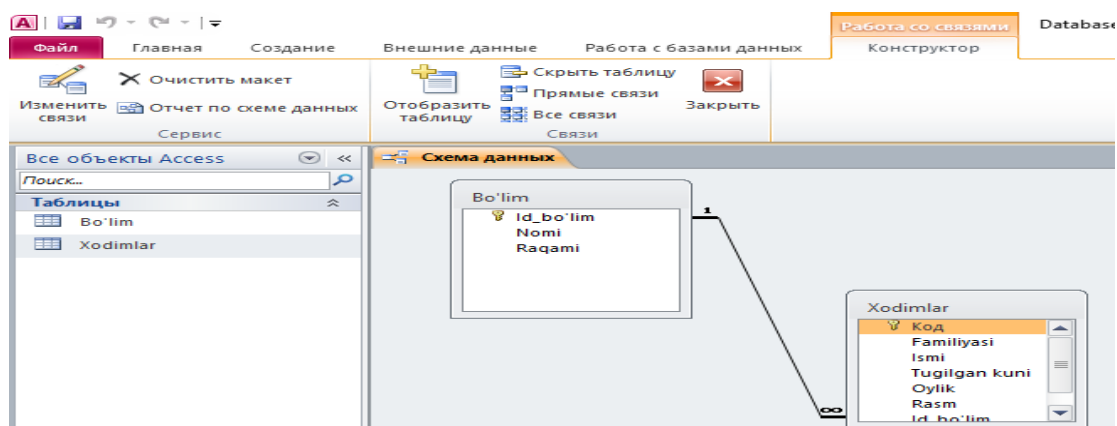 Работа со связями Database
Файл Главная Создание Внешние данные Работа с базами данных Конструктор
Изменить связи
Очистить макет
Отчет по схеме данных
Сервис
Отобразить таблицу
Скрыть таблицу
Прямые связи
Все связи
Закрыть
Связи
Все объекты Access
Поиск...
Таблицы
Bo'lim
Xodimlar
Схема данных
Bo'lim
Id_bo'lim
Nomi
Raqami
1
∞
Xodimlar
Код
Familiyasi
Ismi
Tugilgan kuni
Oylik
Rasm
Id_bo'lim